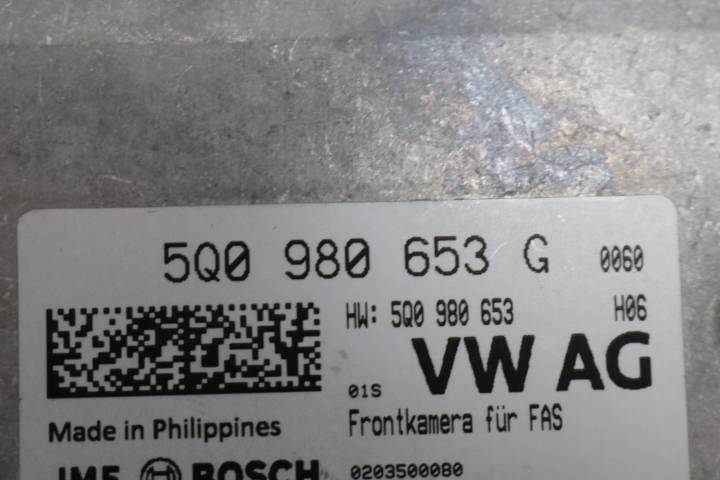 5Q0 980 653 G 0060
HW: 5Q0 980 653 H06
01S VW AG
Made in Philippines Frontkamera für FAS
BOSCH 0203500080